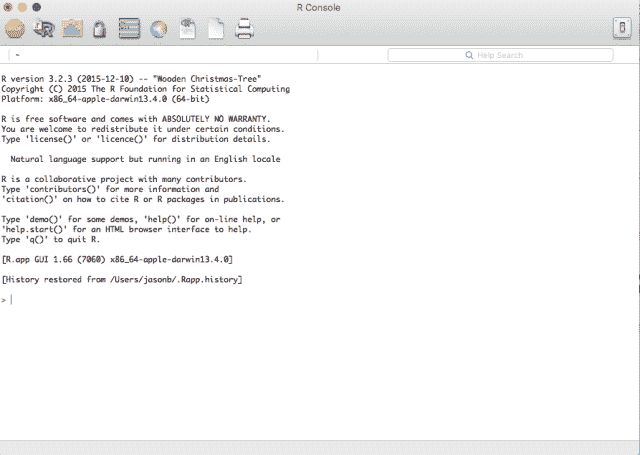 R Console
~
Help Search
R version 3.2.3 (2015-12-10) -- "Wooden Christmas-Tree"
Copyright (C) 2015 The R Foundation for Statistical Computing
Platform: x86_64-apple-darwin13.4.0 (64-bit)
R is free software and comes with ABSOLUTELY NO WARRANTY.
You are welcome to redistribute it under certain conditions.
Type 'license()' or 'licence()' for distribution details.
Natural language support but running in an English locale
R is a collaborative project with many contributors.
Type 'contributors()' for more information and
'citation()' on how to cite R or R packages in publications.
Type 'demo()' for some demos, 'help()' for on-line help, or
'help.start()' for an HTML browser interface to help.
Type 'q()' to quit R.
[R.app GUI 1.66 (7060) x86_64-apple-darwin13.4.0]
[History restored from /Users/jasonb/.Rapp.history]
>